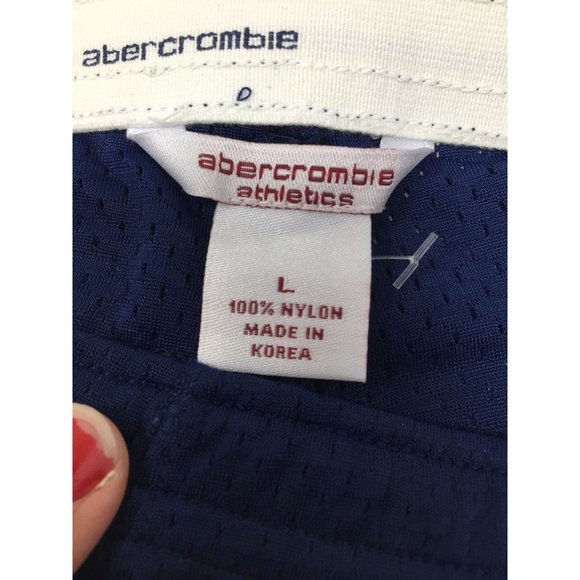 abercrombie
abercrombie
athletics
L
100% NYLON
MADE IN
KOREA